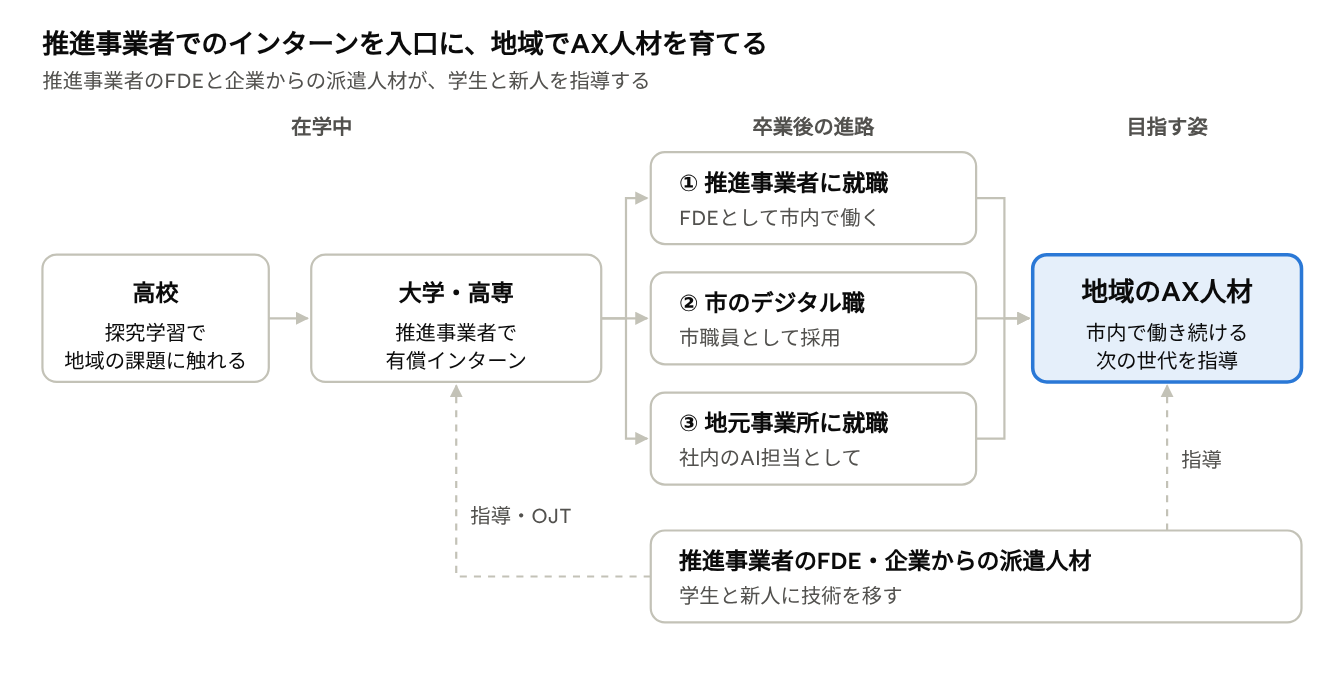 推進事業者でのインターンを入口に、地域でAX人材を育てる
推進事業者のFDEと企業からの派遣人材が、学生と新人を指導する
在学中
卒業後の進路
目指す姿
高校
探究学習で
地域の課題に触れる
大学・高専
推進事業者で
有償インターン
① 推進事業者に就職
FDEとして市内で働く
② 市のデジタル職
市職員として採用
③ 地元事業所に就職
社内のAI担当として
地域のAX人材
市内で働き続ける
次の世代を指導
指導・OJT
指導
推進事業者のFDE・企業からの派遣人材
学生と新人に技術を移す